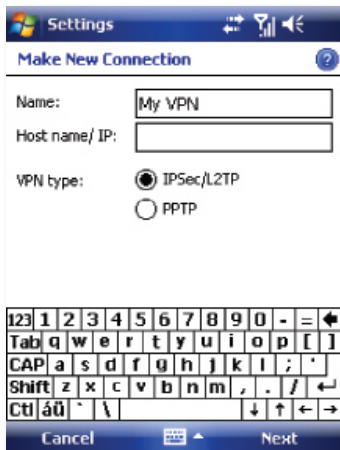 Settings
Make New Connection
Name: My VPN
Host name/ IP:
VPN type: IPSec/L2TP
PPTP
123 1 2 3 4 5 6 7 8 9 0 - =
Tab q w e r t y u i o p [ ]
CAP a s d f g h j k l ; '
Shift z x c v b n m , . /
Ctl áü ` \
Cancel Next